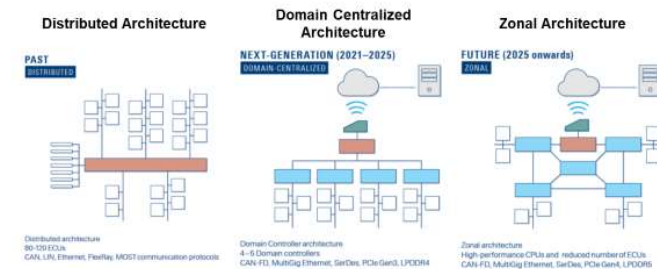 Distributed Architecture
Domain Centralized
Architecture
Zonal Architecture
PAST
DISTRIBUTED
NEXT-GENERATION (2021–2025)
DOMAIN-CENTRALIZED
FUTURE (2025 onwards)
ZONAL
Distributed architecture
80-120 ECUs
CAN, LIN, Ethernet, FlexRay, MOST communication protocols
Domain Controller architecture
4–6 Domain controllers
CAN-FD, MultiGig Ethernet, SerDes, PCIe Gen3, LPDDR4
Zonal architecture
High-performance CPUs and reduced number of ECUs
CAN-FD, MultiGig Ethernet, SerDes, PCIe Gen4, LPDDR5